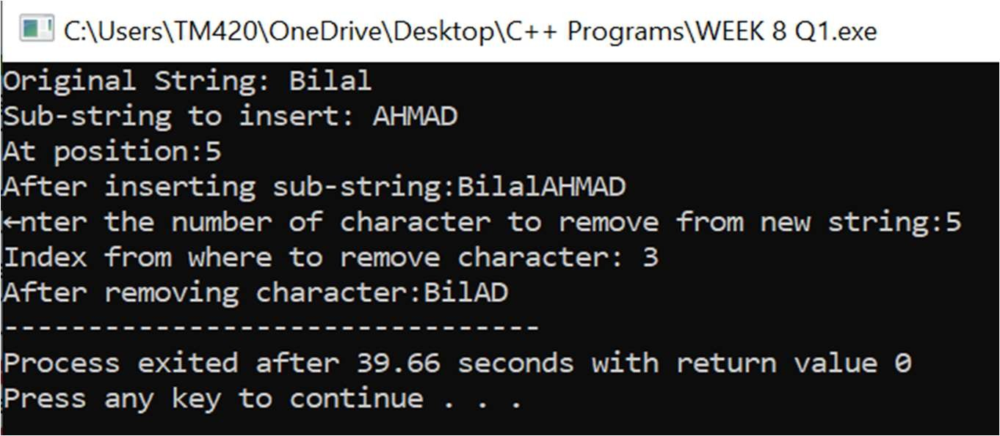 C:\Users\TM420\OneDrive\Desktop\C++ Programs\WEEK 8 Q1.exe
Original String: Bilal
Sub-string to insert: AHMAD
At position:5
After inserting sub-string:BilalAHMAD
←nter the number of character to remove from new string:5
Index from where to remove character: 3
After removing character:BilAD
--------------------------------
Process exited after 39.66 seconds with return value 0
Press any key to continue . . .